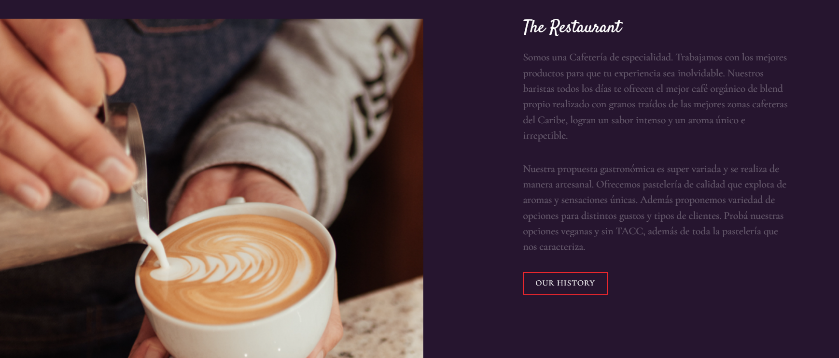 The Restaurant
Somos una Cafetería de especialidad. Trabajamos con los mejores
productos para que tu experiencia sea inolvidable. Nuestros
baristas todos los días te ofrecen el mejor café orgánico de blend
propio realizado con granos traídos de las mejores zonas cafeteras
del Caribe, logran un sabor intenso y un aroma único e
irrepetible.
Nuestra propuesta gastronómica es super variada y se realiza de
manera artesanal. Ofrecemos pastelería de calidad que explota de
aromas y sensaciones únicas. Además proponemos variedad de
opciones para distintos gustos y tipos de clientes. Probá nuestras
opciones veganas y sin TACC, además de toda la pastelería que
nos caracteriza.
OUR HISTORY